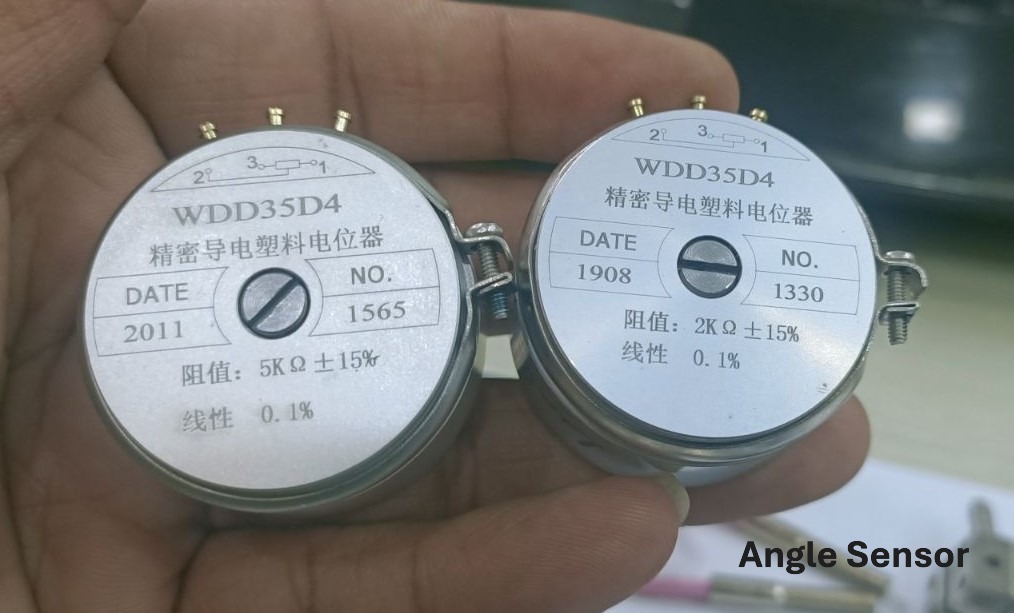 2 3 1
WDD35D4
精密导电塑料电位器
DATE NO.
2011 1565
阻值: 5KΩ±15%
线性 0.1%
2 3 1
WDD35D4
精密导电塑料电位器
DATE NO.
1908 1330
阻值: 2KΩ±15%
线性 0.1%
Angle Sensor